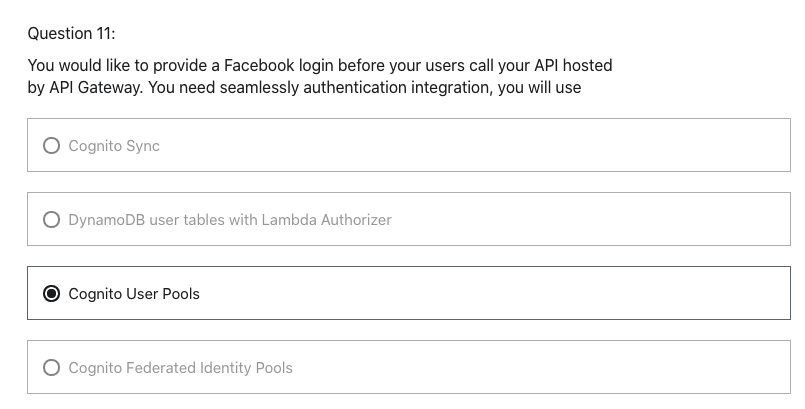 Question 11:
You would like to provide a Facebook login before your users call your API hosted
by API Gateway. You need seamlessly authentication integration, you will use
Cognito Sync
DynamoDB user tables with Lambda Authorizer
Cognito User Pools
Cognito Federated Identity Pools